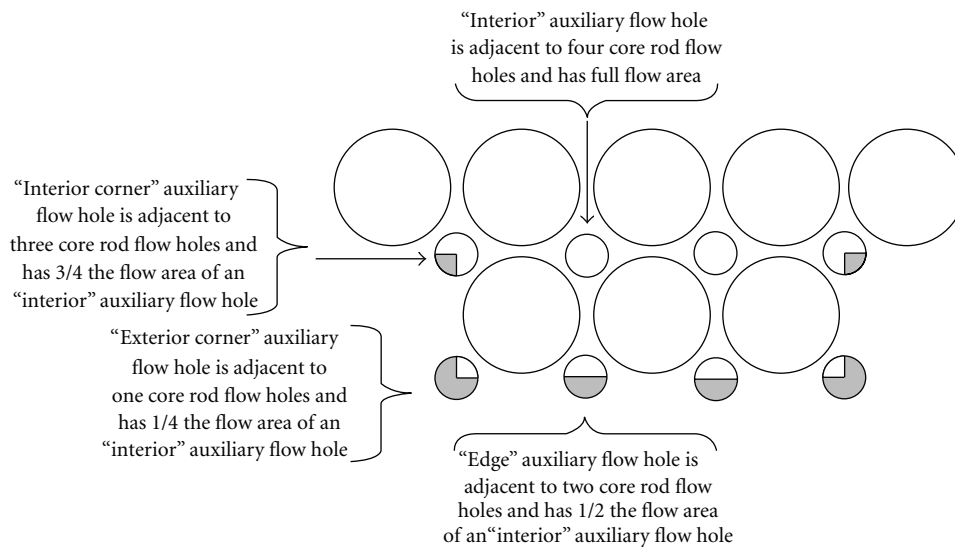 “Interior” auxiliary flow hole
is adjacent to four core rod flow
holes and has full flow area
“Interior corner” auxiliary
flow hole is adjacent to
three core rod flow holes and
has 3/4 the flow area of an
“interior” auxiliary flow hole
“Exterior corner” auxiliary
flow hole is adjacent to
one core rod flow holes and
has 1/4 the flow area of an
“interior” auxiliary flow hole
“Edge” auxiliary flow hole is
adjacent to two core rod flow
holes and has 1/2 the flow area
of an“interior” auxiliary flow hole